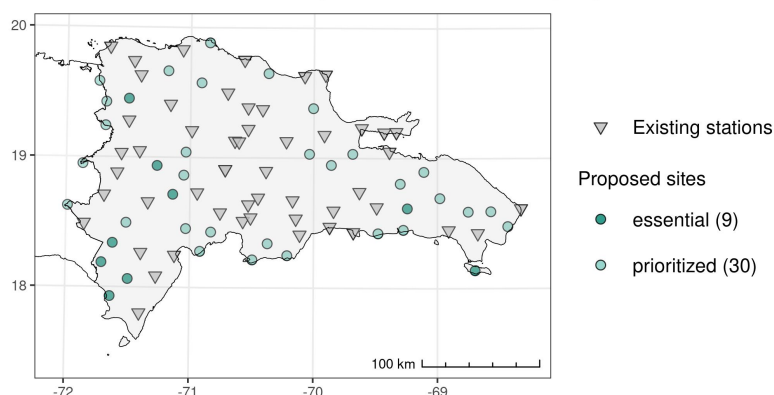 20
19
18
-72
-71
-70
-69
100 km
Existing stations
Proposed sites
essential (9)
prioritized (30)